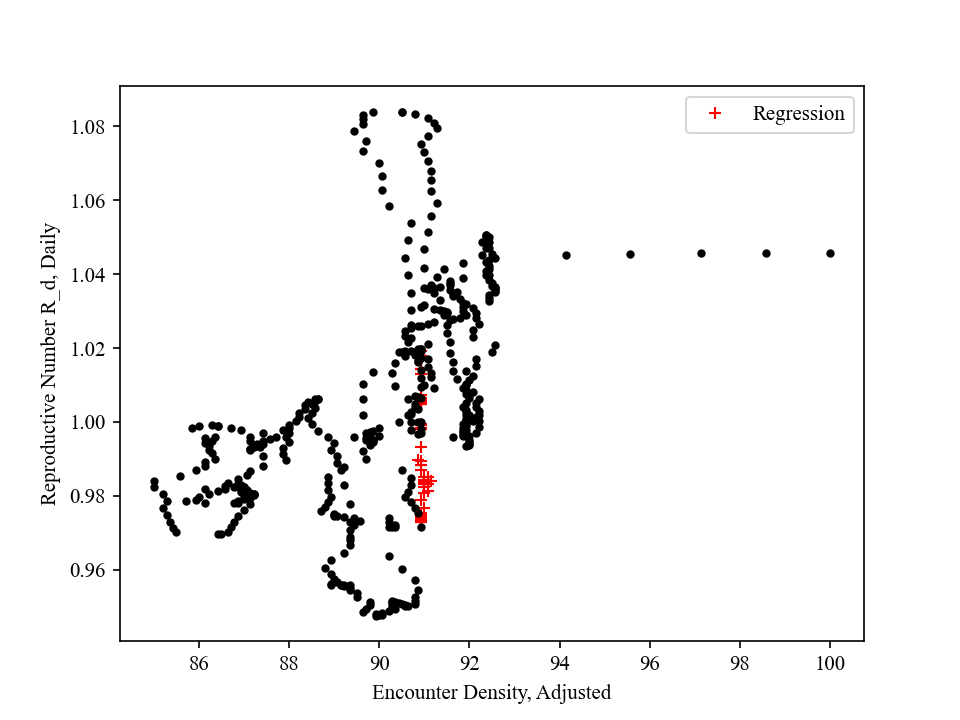 Regression
1.08
1.06
1.04
1.02
1.00
0.98
0.96
Reproductive Number R_d, Daily
86 88 90 92 94 96 98 100
Encounter Density, Adjusted